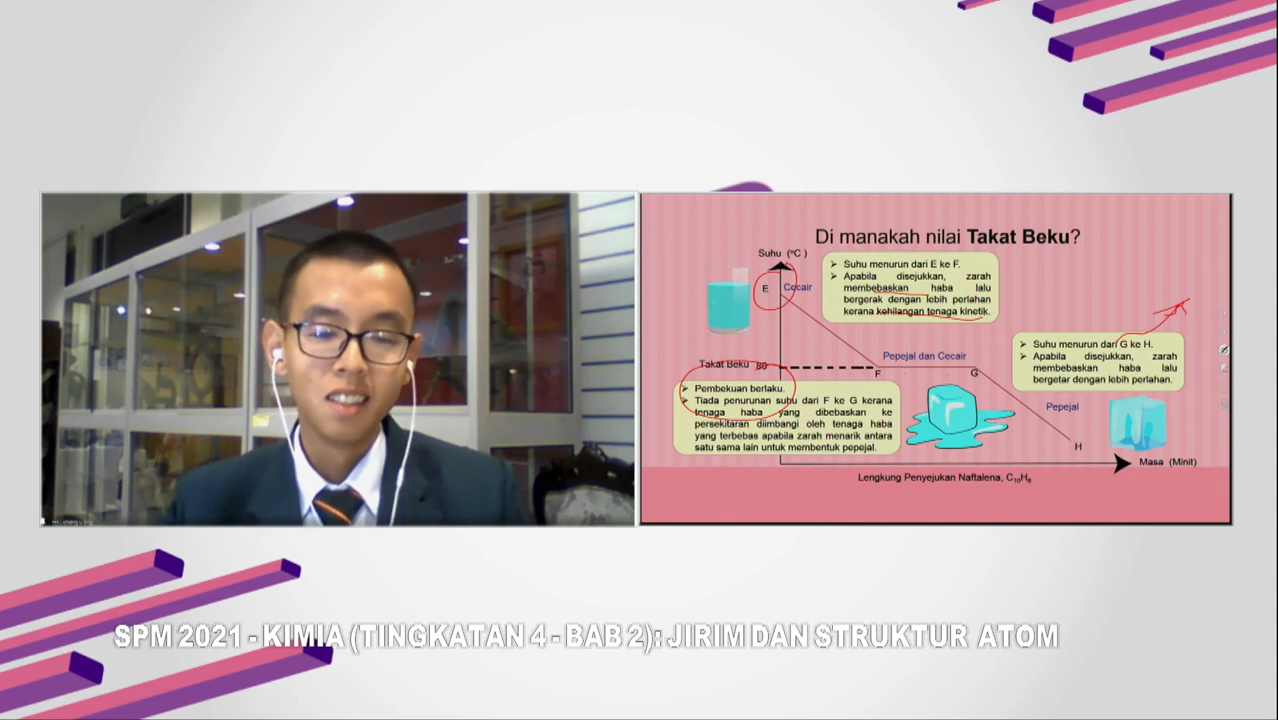 Di manakah nilai Takat Beku?
Suhu (°C )
➢ Suhu menurun dari E ke F.
➢ Apabila disejukkan, zarah
membebaskan haba lalu
bergerak dengan lebih perlahan
kerana kehilangan tenaga kinetik.
E
Cecair
➢ Suhu menurun dari G ke H.
➢ Apabila disejukkan, zarah
membebaskan haba lalu
bergetar dengan lebih perlahan.
Pepejal dan Cecair
Takat Beku 80
F
G
➢ Pembekuan berlaku.
➢ Tiada penurunan suhu dari F ke G kerana
tenaga haba yang dibebaskan ke
persekitaran diimbangi oleh tenaga haba
yang terbebas apabila zarah menarik antara
satu sama lain untuk membentuk pepejal.
Pepejal
H
Masa (Minit)
Lengkung Penyejukan Naftalena, C₁₀H₈
SPM 2021 - KIMIA (TINGKATAN 4 - BAB 2): JIRIM DAN STRUKTUR ATOM